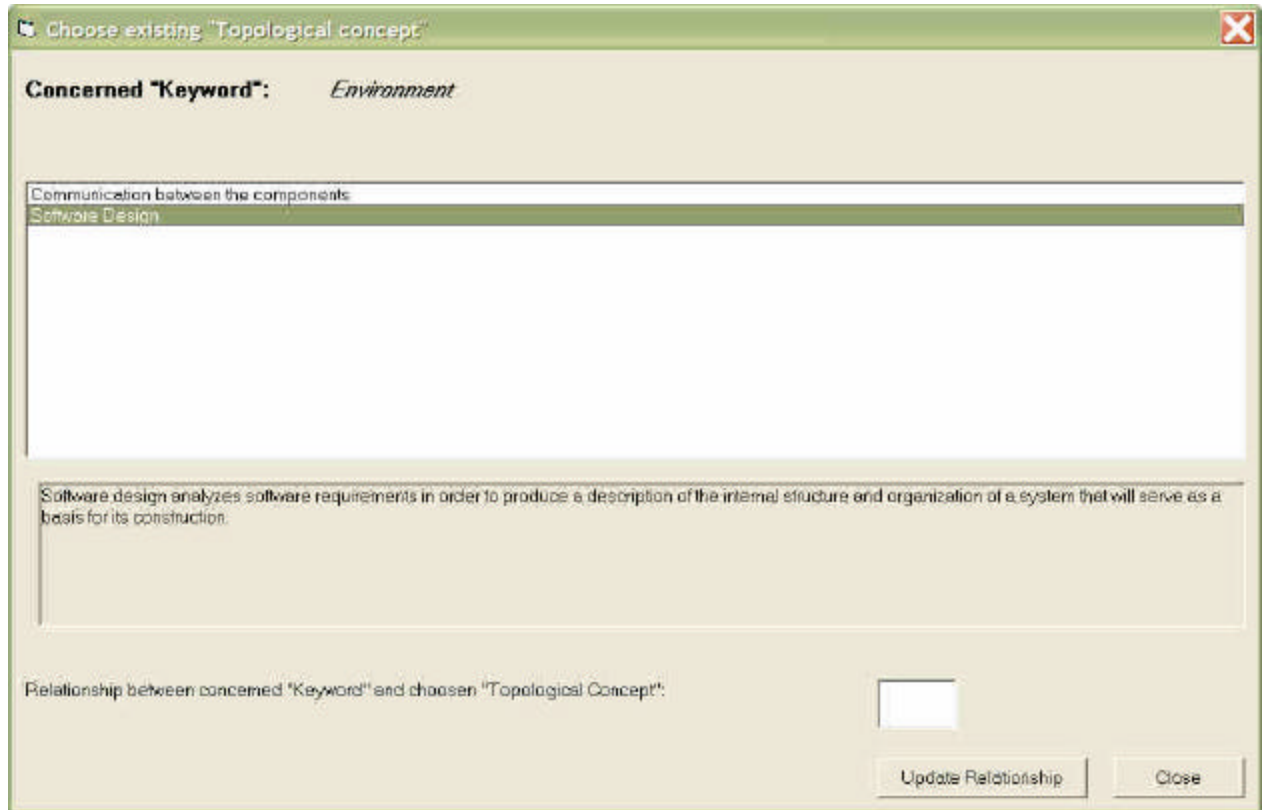 Choose existing "Topological concept"
Concerned "Keyword": Environment
Communication between the components
Software Design
Software design analyzes software requirements in order to produce a description of the internal structure and organization of a system that will serve as a
basis for its construction.
Relationship between concerned "Keyword" and choosen "Topological Concept":
Update Relationship Close